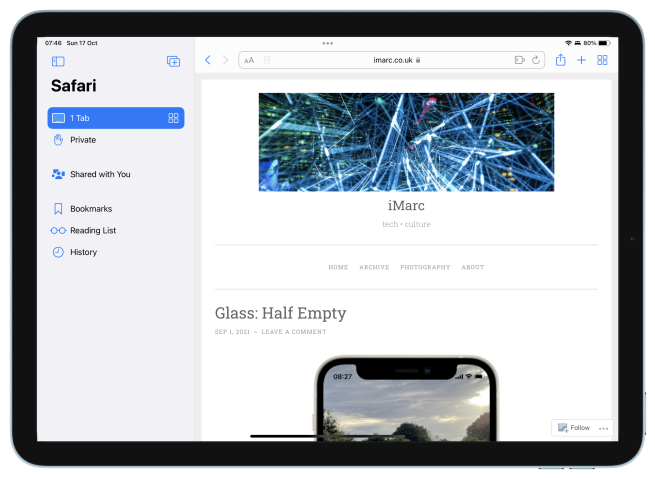 07:46 Sun 17 Oct
80%
Safari
1 Tab
Private
Shared with You
Bookmarks
Reading List
History
AA
imarc.co.uk
iMarc
tech + culture
HOME ARCHIVE PHOTOGRAPHY ABOUT
Glass: Half Empty
SEP 1, 2021 ~ LEAVE A COMMENT
08:27
Follow